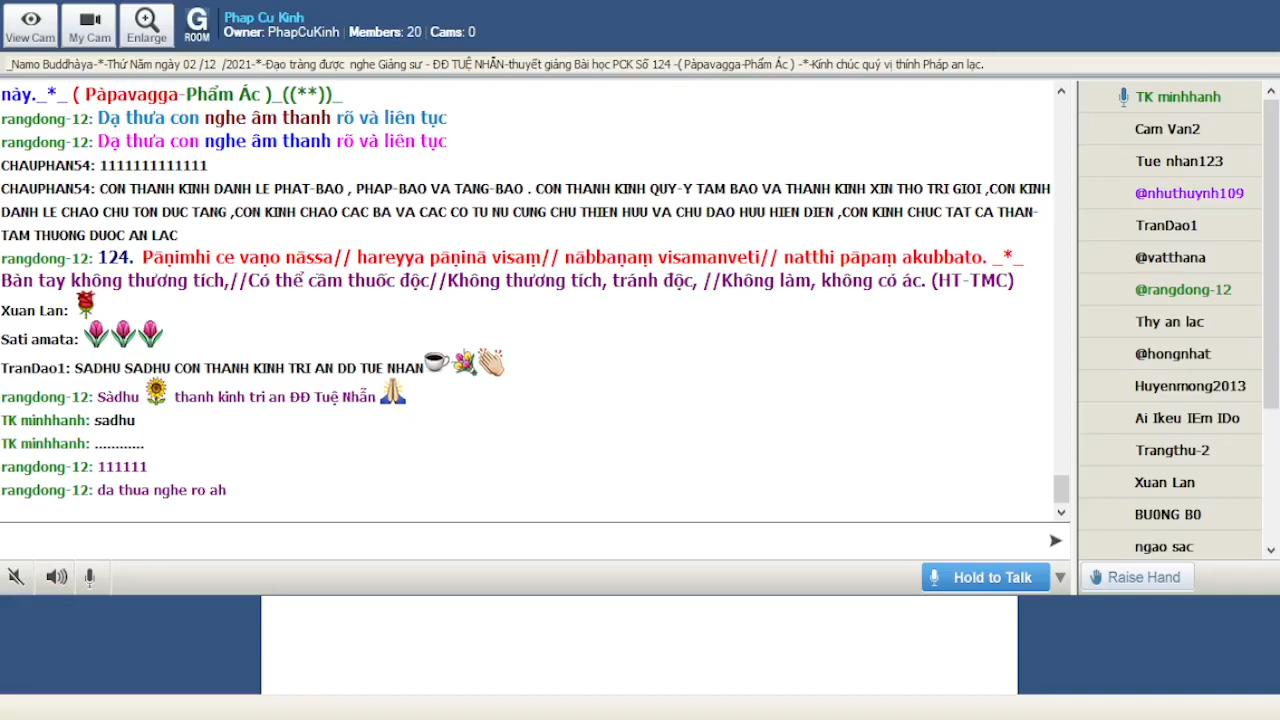 View Cam
My Cam
Enlarge
G
ROOM
Phap Cu Kinh
Owner: PhapCuKinh | Members: 20 | Cams: 0
_Namo Buddhàya-*-Thứ Năm ngày 02 /12 /2021-*-Đạo tràng được nghe Giảng sư - ĐĐ TUỆ NHẪN-thuyết giảng Bài học PCK Số 124 -( Pàpavagga-Phẩm Ác ) -*-Kính chúc quý vị thính Pháp an lạc.
này._*_ ( Pàpavagga-Phẩm Ác )_((**))_
rangdong-12: Dạ thưa con nghe âm thanh rõ và liên tục
rangdong-12: Dạ thưa con nghe âm thanh rõ và liên tục
CHAUPHAN54: 1111111111111
CHAUPHAN54: CON THANH KINH DANH LE PHAT-BAO , PHAP-BAO VA TANG-BAO . CON THANH KINH QUY-Y TAM BAO VA THANH KINH XIN THO TRI GIOI ,CON KINH
DANH LE CHAO CHU TON DUC TANG ,CON KINH CHAO CAC BA VA CAC CO TU NU CUNG CHU THIEN HUU VA CHU DAO HUU HIEN DIEN ,CON KINH CHUC TAT CA THAN-
TAM THUONG DUOC AN LAC
rangdong-12: 124. Pāṇimhi ce vaṇo nāssa// hareyya pāṇinā visaṃ// nābbaṇaṃ visamanveti// natthi pāpaṃ akubbato. _*_
Bàn tay không thương tích,//Có thể cầm thuốc độc//Không thương tích, tránh độc, //Không làm, không có ác. (HT-TMC)
Xuan Lan:
Sati amata:
TranDao1: SADHU SADHU CON THANH KINH TRI AN DD TUE NHAN
rangdong-12: Sàdhu thanh kinh tri an ĐĐ Tuệ Nhẫn
TK minhhanh: sadhu
TK minhhanh: ............
rangdong-12: 111111
rangdong-12: da thua nghe ro ah
Hold to Talk
TK minhhanh
Cam Van2
Tue nhan123
@nhuthuynh109
TranDao1
@vatthana
@rangdong-12
Thy an lac
@hongnhat
Huyenmong2013
Ai Ikeu IEm IDo
Trangthu-2
Xuan Lan
BU0NG B0
ngao sac
Raise Hand